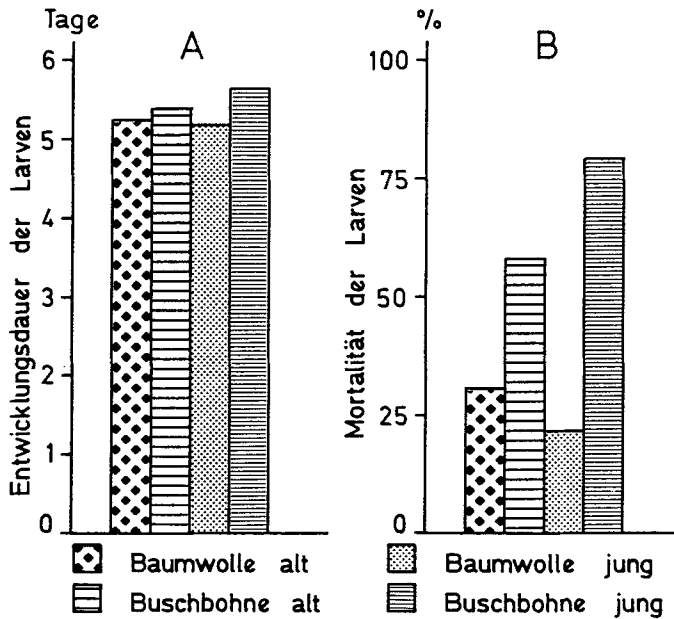 Tage
A
6
5
4
3
2
1
0
Entwicklungsdauer der Larven
%
B
100
75
50
25
0
Mortalität der Larven
Baumwolle alt
Buschbohne alt
Baumwolle jung
Buschbohne jung